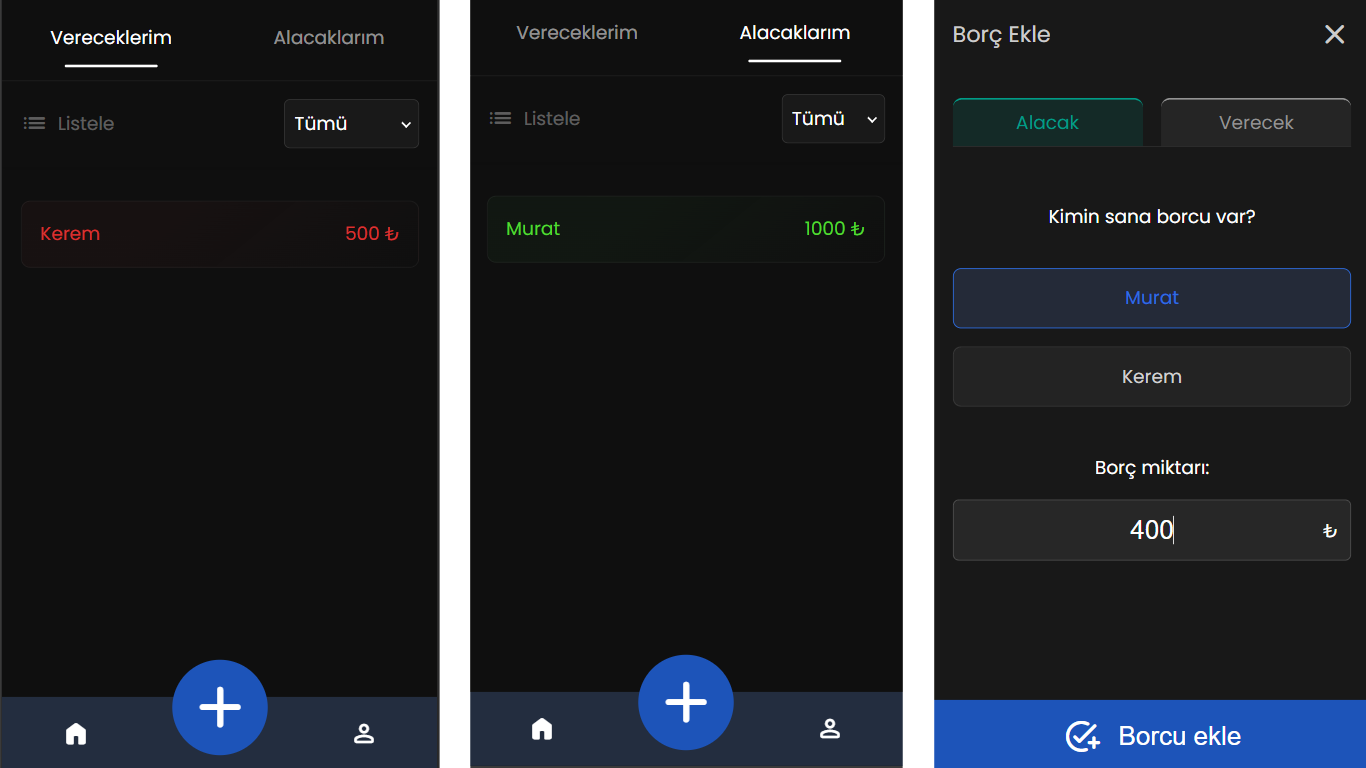 Vereceklerim Alacaklarım
Listele Tümü
Kerem 500 ₺
Vereceklerim Alacaklarım
Listele Tümü
Murat 1000 ₺
Borç Ekle
Alacak Verecek
Kimin sana borcu var?
Murat
Kerem
Borç miktarı:
400 ₺
Borcu ekle